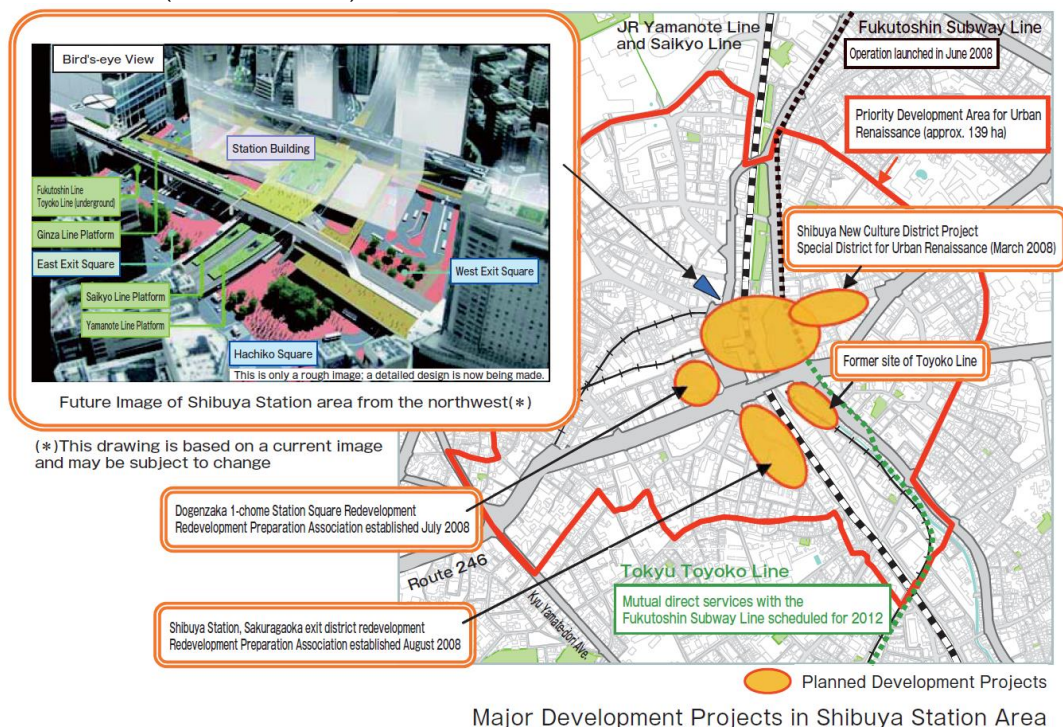 JR Yamanote Line
and Saikyo Line
Fukutoshin Subway Line
Operation launched in June 2008
Bird's-eye View
Station Building
Fukutoshin Line
Toyoko Line (underground)
Ginza Line Platform
East Exit Square
Saikyo Line Platform
Yamanote Line Platform
West Exit Square
Hachiko Square
This is only a rough image; a detailed design is now being made.
Future Image of Shibuya Station area from the northwest(*)
(*)This drawing is based on a current image
and may be subject to change
Priority Development Area for Urban
Renaissance (approx. 139 ha)
Shibuya New Culture District Project
Special District for Urban Renaissance (March 2008)
Former site of Toyoko Line
Dogenzaka 1-chome Station Square Redevelopment
Redevelopment Preparation Association established July 2008
Route 246
Kyu Yamate-dori Ave.
Shibuya Station, Sakuragaoka exit district redevelopment
Redevelopment Preparation Association established August 2008
Tokyu Toyoko Line
Mutual direct services with the
Fukutoshin Subway Line scheduled for 2012
Planned Development Projects
Major Development Projects in Shibuya Station Area